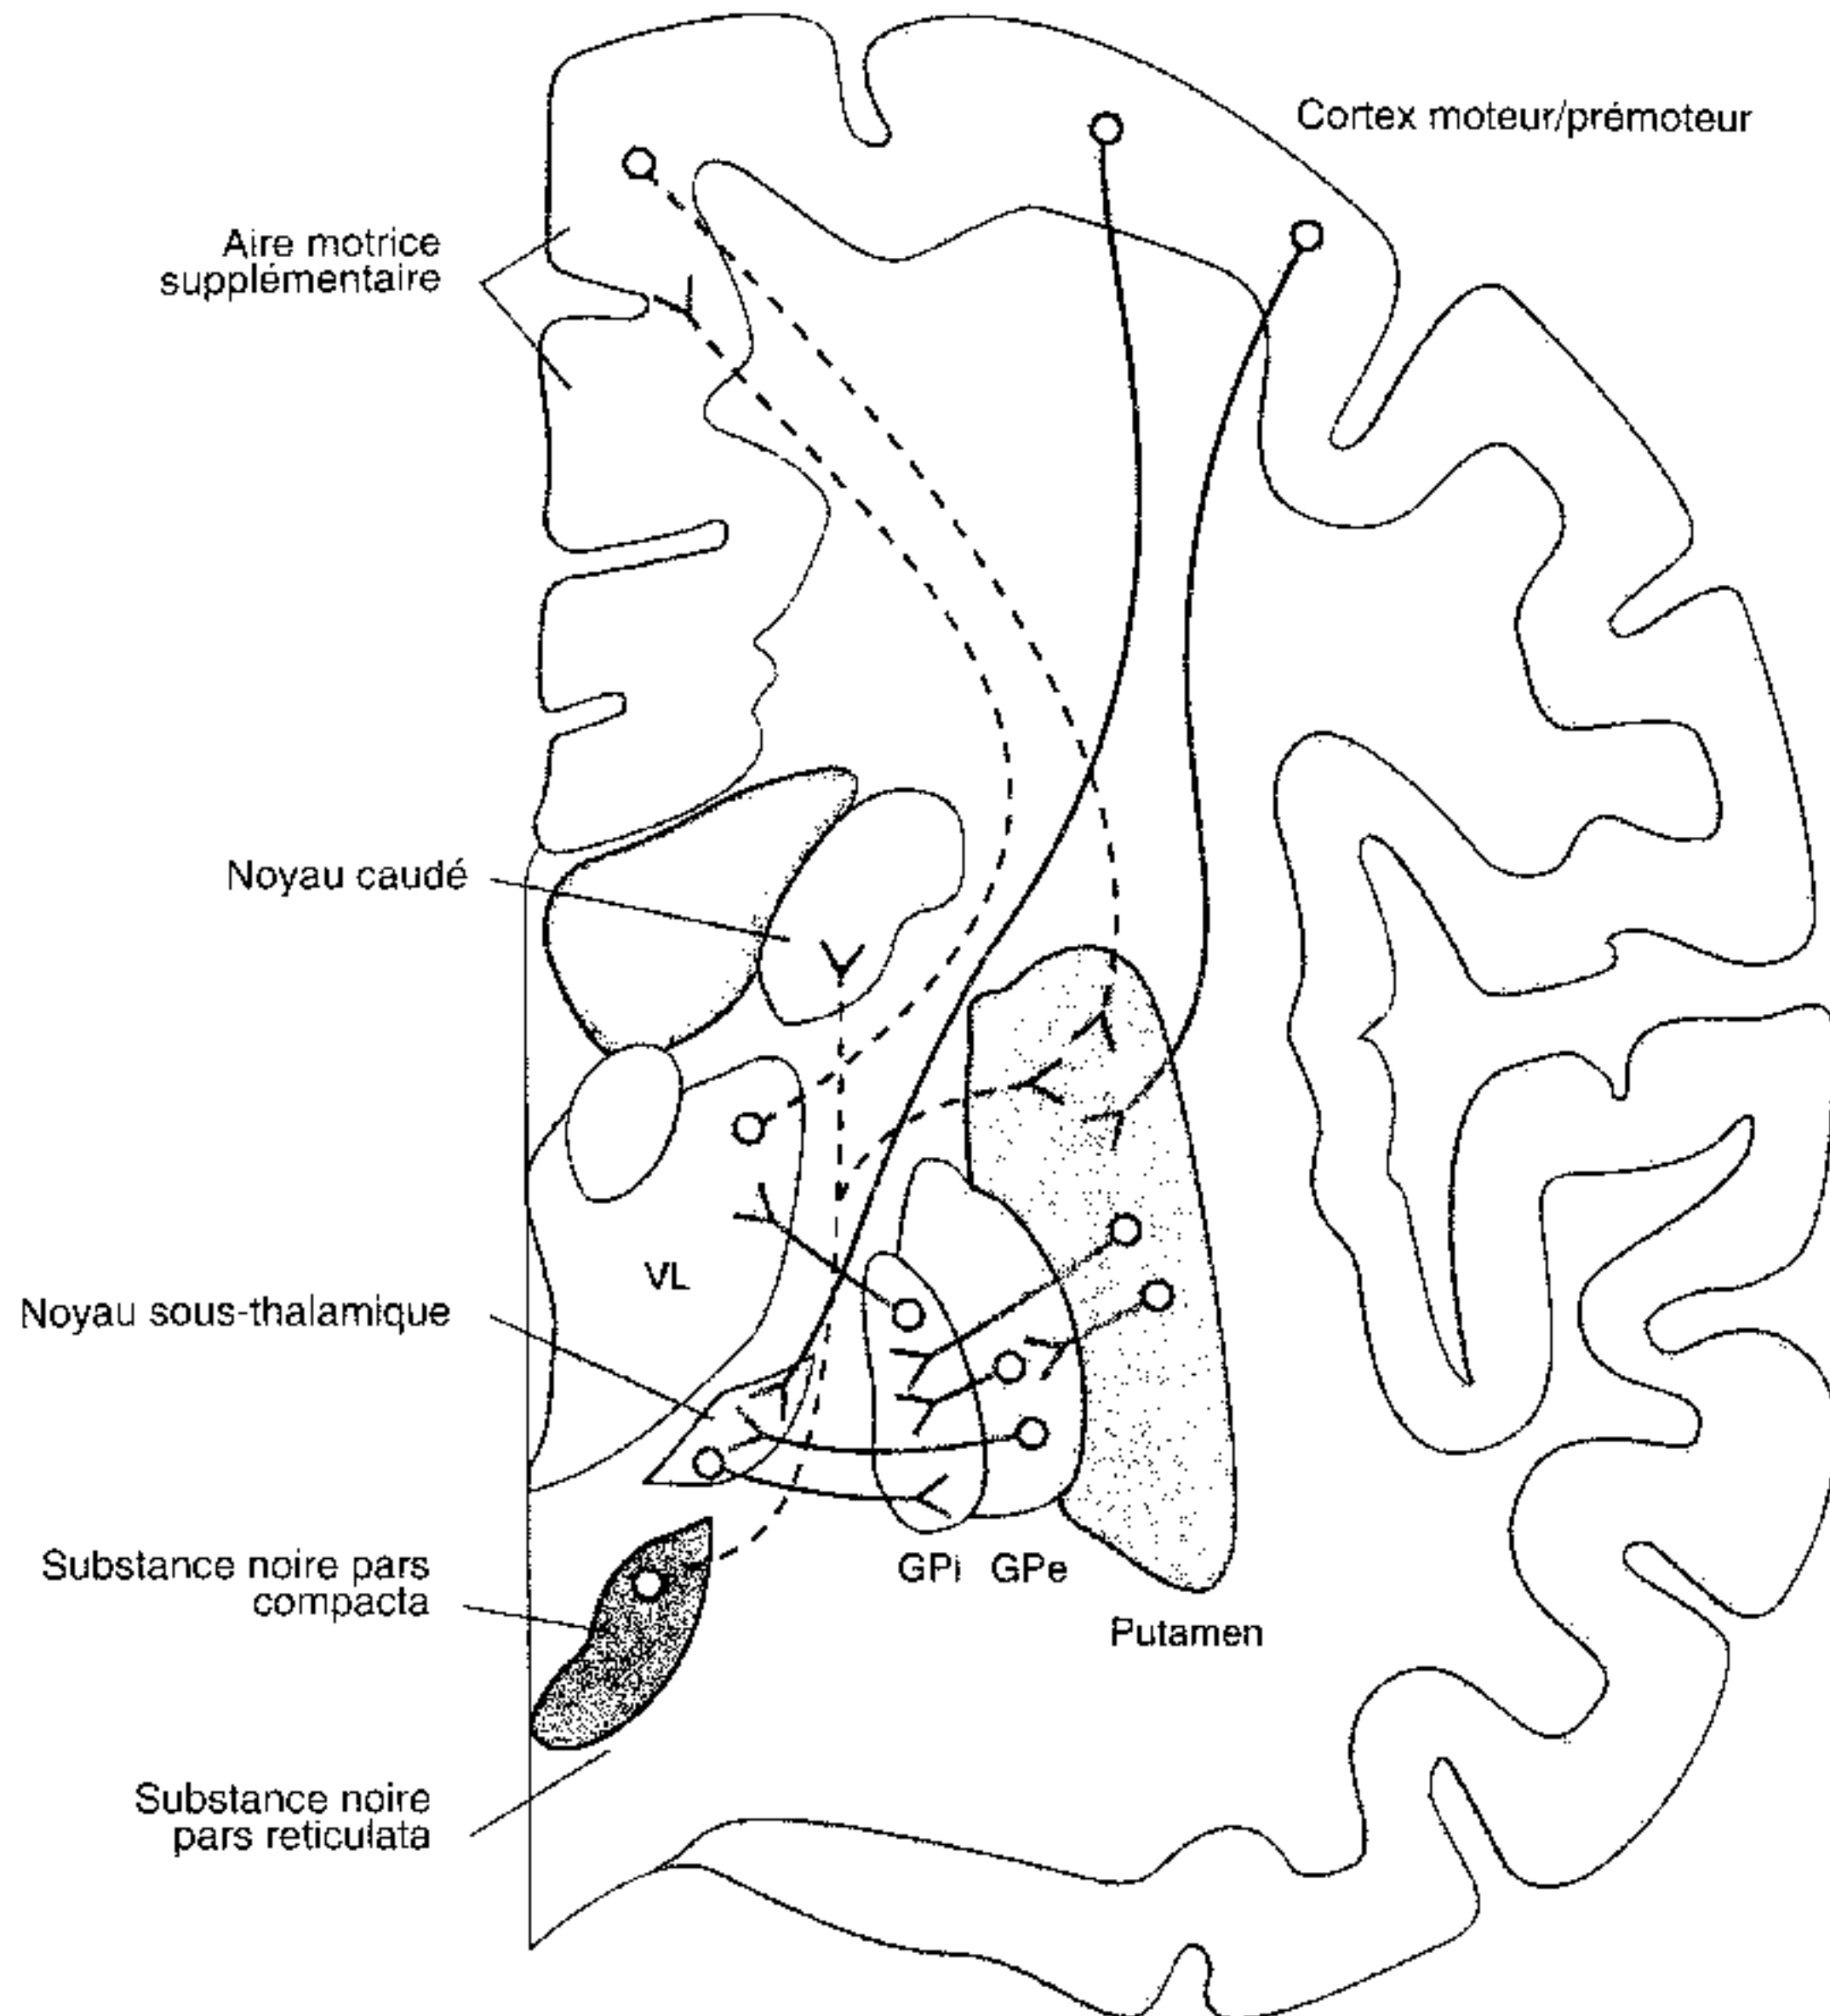 Cortex moteur/prémoteur
Aire motrice
supplémentaire
Noyau caudé
VL
Noyau sous-thalamique
Substance noire pars
compacta
GPi GPe
Putamen
Substance noire
pars reticulata